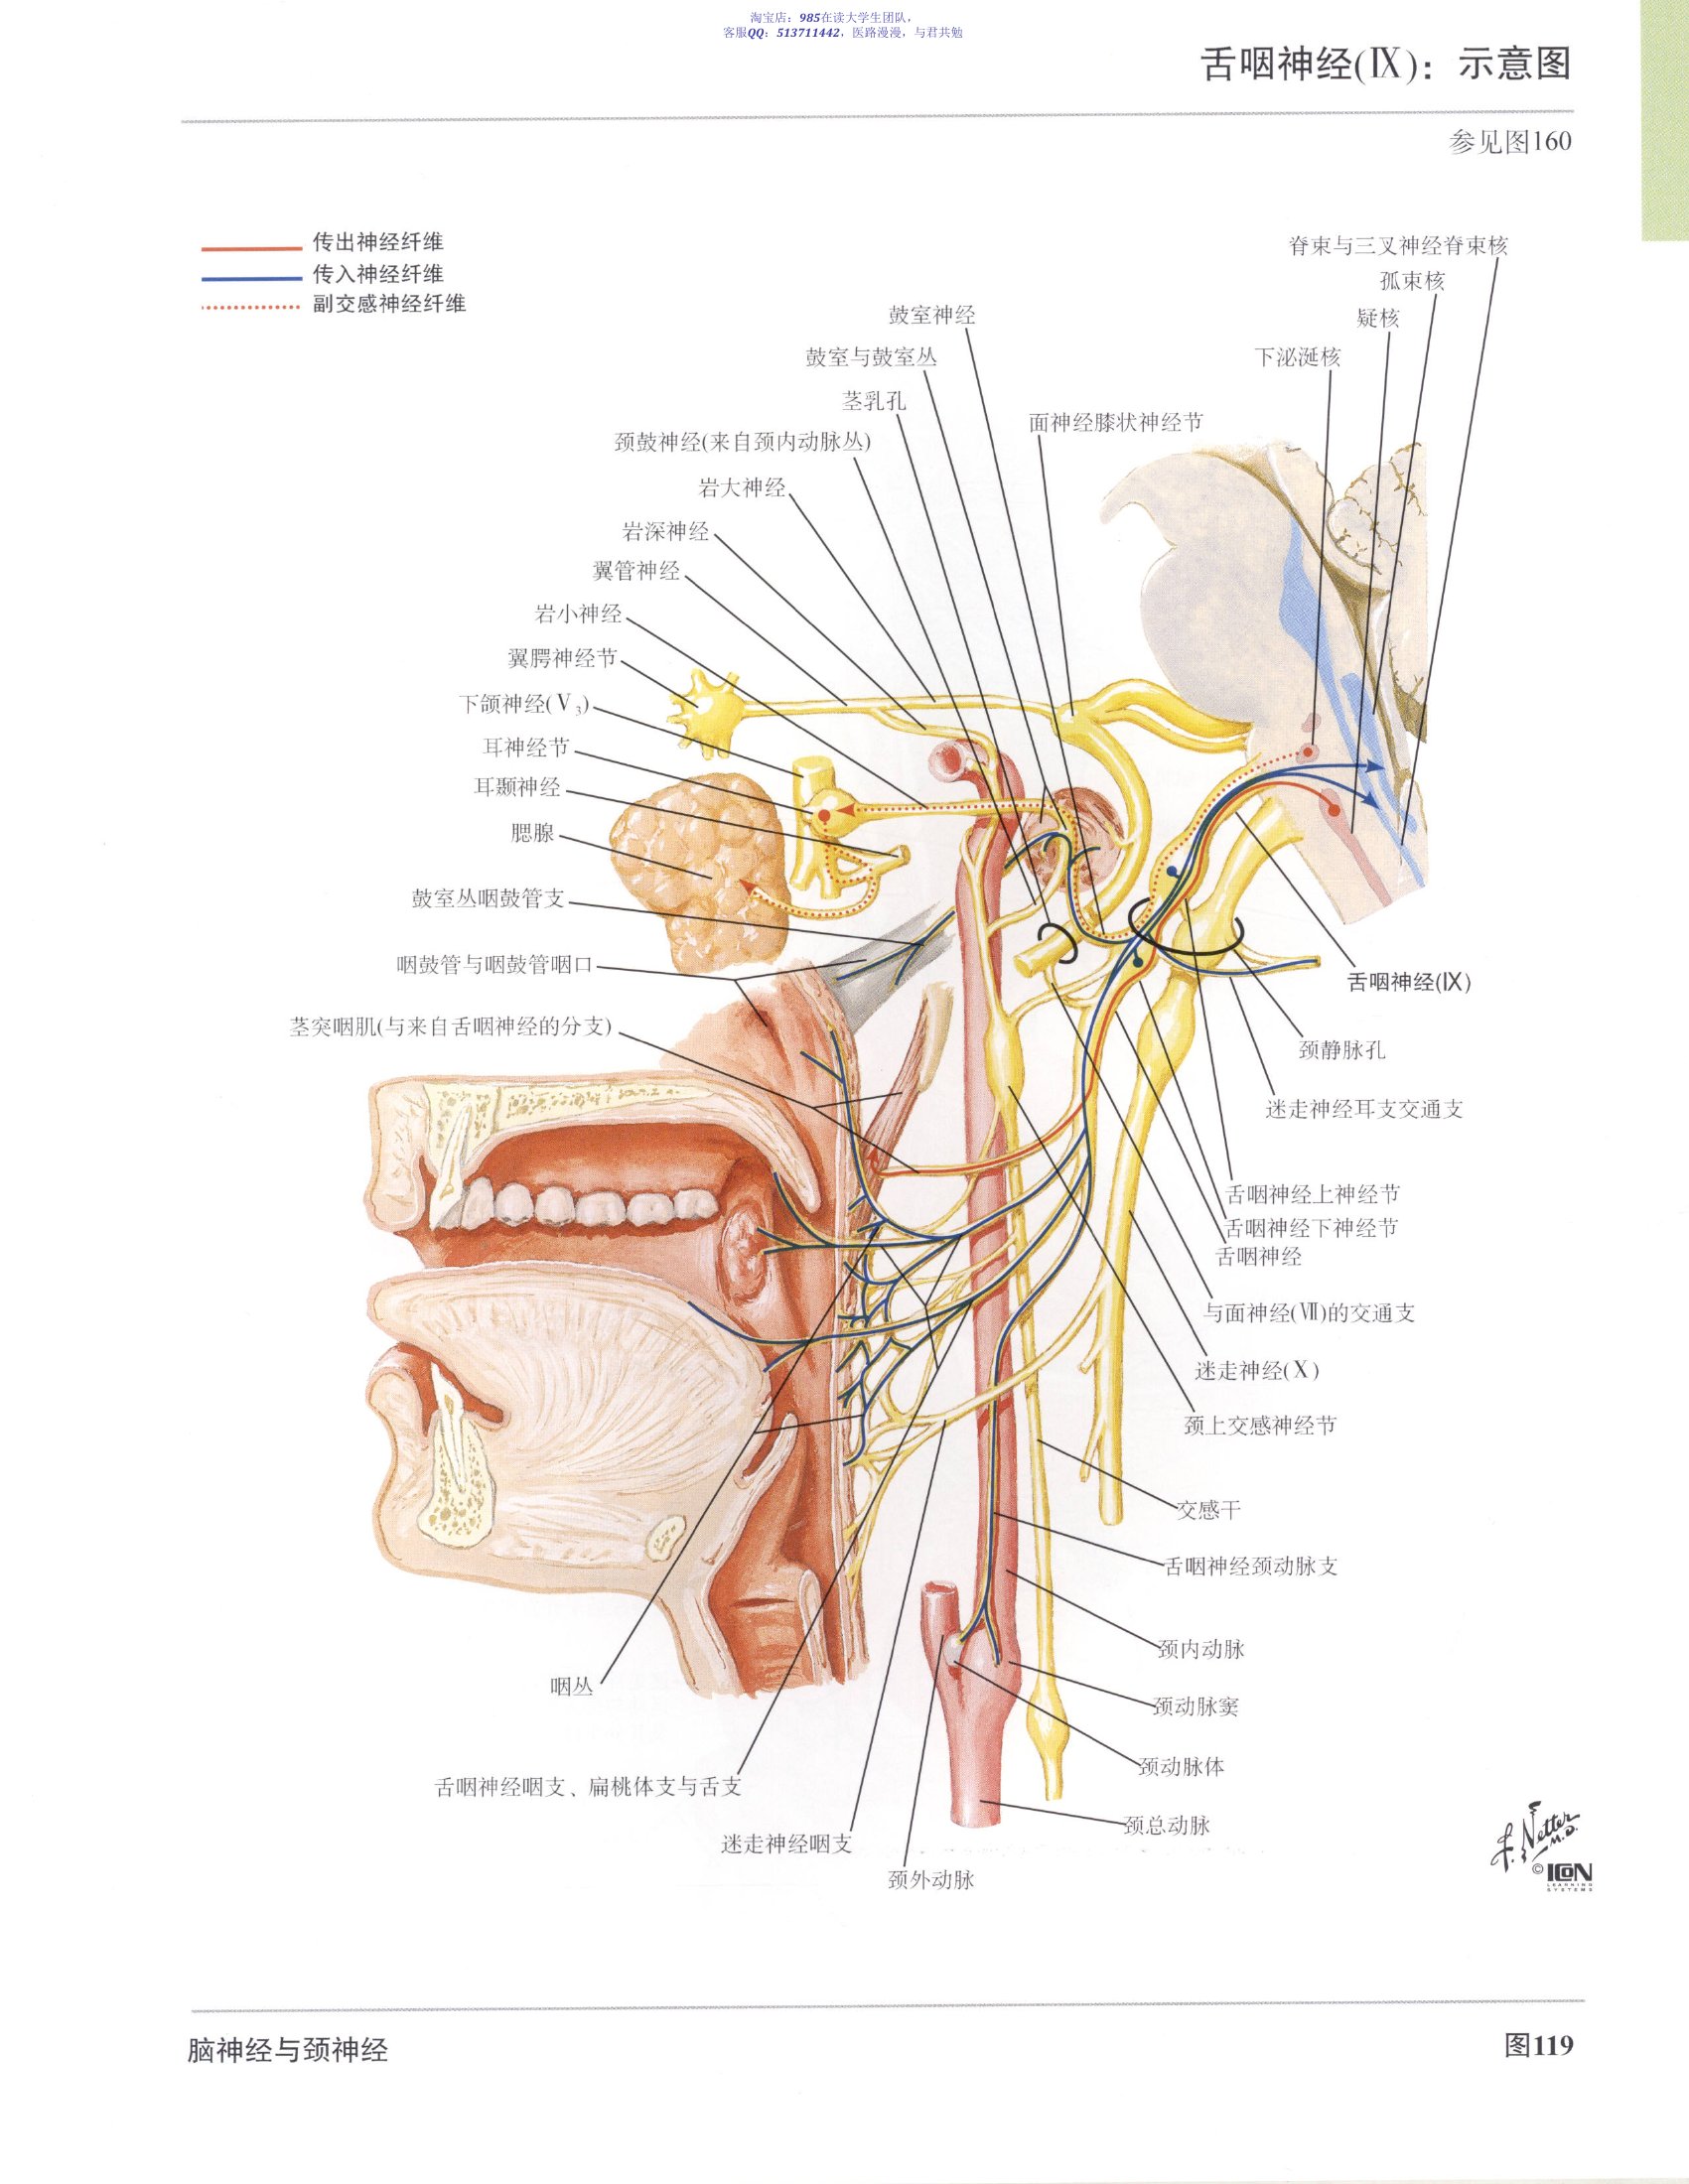 淘宝店：985在读大学生团队，
客服QQ：513711442，医路漫漫，与君共勉
舌咽神经(Ⅸ)：示意图
参见图160
传出神经纤维
传入神经纤维
副交感神经纤维
脊束与三叉神经脊束核
孤束核
疑核
下泌涎核
鼓室神经
鼓室与鼓室丛
茎乳孔
面神经膝状神经节
颈鼓神经(来自颈内动脉丛)
岩大神经
岩深神经
翼管神经
岩小神经
翼腭神经节
下颌神经(Ⅴ3)
耳神经节
耳颞神经
腮腺
鼓室丛咽鼓管支
咽鼓管与咽鼓管咽口
茎突咽肌(与来自舌咽神经的分支)
舌咽神经(Ⅸ)
颈静脉孔
迷走神经耳支交通支
舌咽神经上神经节
舌咽神经下神经节
舌咽神经
与面神经(Ⅶ)的交通支
迷走神经(Ⅹ)
颈上交感神经节
交感干
舌咽神经颈动脉支
颈内动脉
颈动脉窦
颈动脉体
颈总动脉
咽丛
舌咽神经咽支、扁桃体支与舌支
迷走神经咽支
颈外动脉
F. Netter
M.D.
© ICON
LEARNING
SYSTEMS
脑神经与颈神经
图119